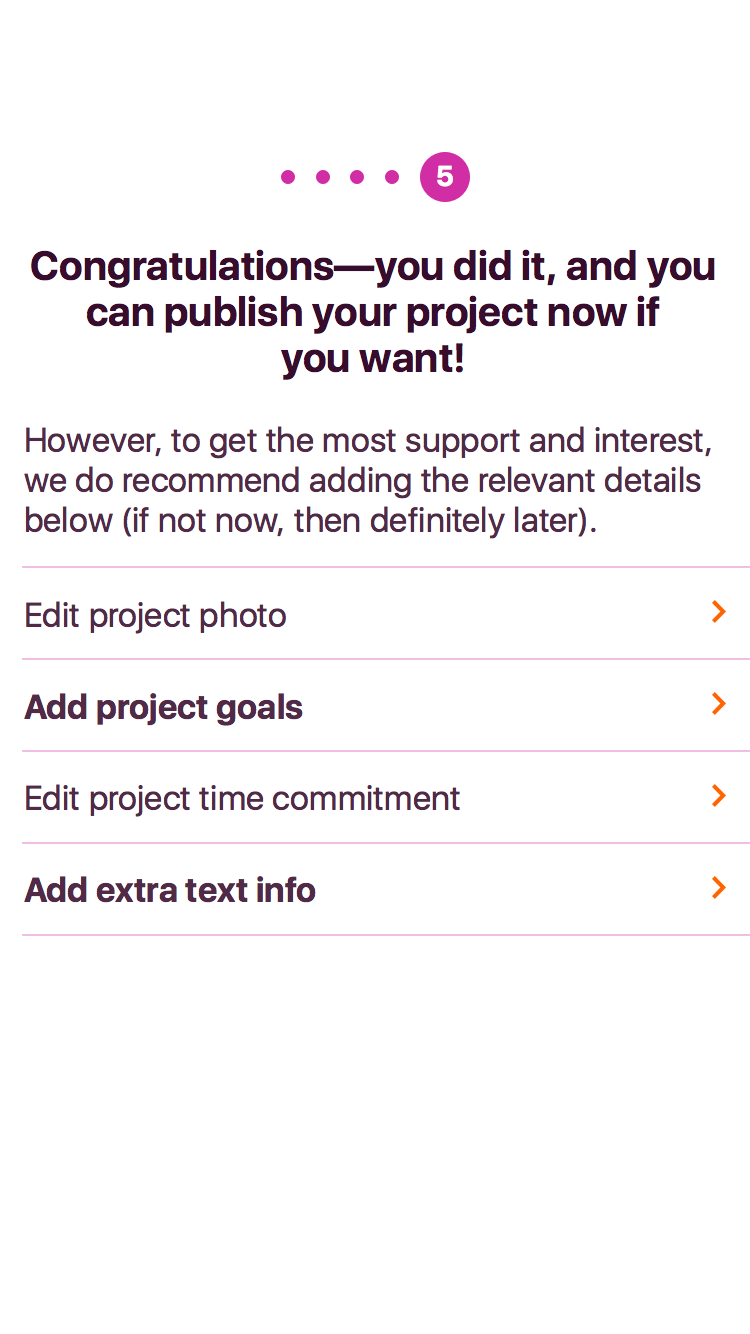 5
Congratulations—you did it, and you
can publish your project now if
you want!
However, to get the most support and interest,
we do recommend adding the relevant details
below (if not now, then definitely later).
Edit project photo
Add project goals
Edit project time commitment
Add extra text info